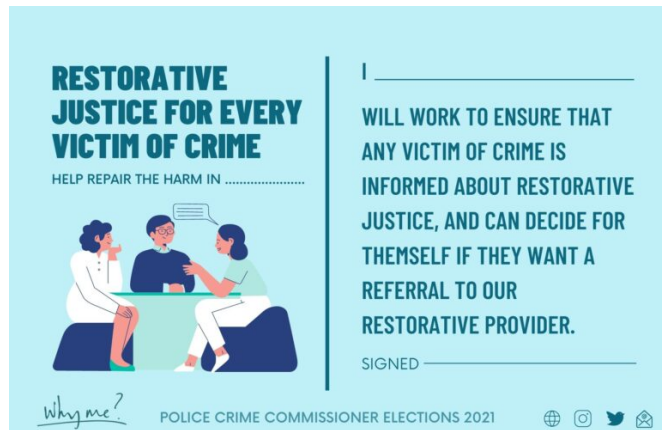 RESTORATIVE
JUSTICE FOR EVERY
VICTIM OF CRIME
HELP REPAIR THE HARM IN ......................
I ______________________
WILL WORK TO ENSURE THAT
ANY VICTIM OF CRIME IS
INFORMED ABOUT RESTORATIVE
JUSTICE, AND CAN DECIDE FOR
THEMSELF IF THEY WANT A
REFERRAL TO OUR
RESTORATIVE PROVIDER.
SIGNED ______________________
Why me?
POLICE CRIME COMMISSIONER ELECTIONS 2021